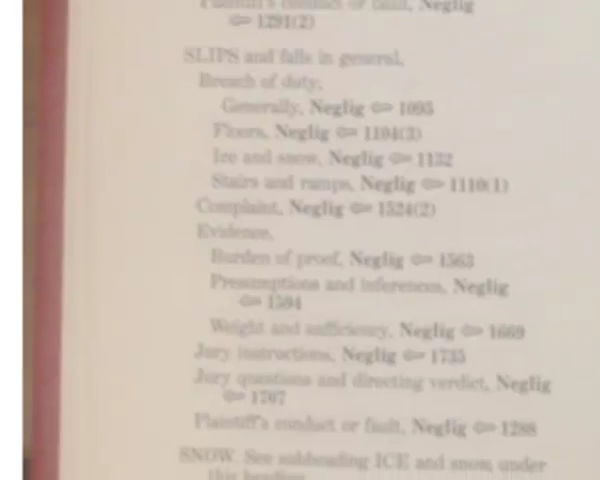 Plaintiff's conduct or fault, Neglig
⚷ 1291(2)
SLIPS and falls in general,
Breach of duty,
Generally, Neglig ⚷ 1095
Floors, Neglig ⚷ 1104(3)
Ice and snow, Neglig ⚷ 1132
Stairs and ramps, Neglig ⚷ 1110(1)
Complaint, Neglig ⚷ 1524(2)
Evidence,
Burden of proof, Neglig ⚷ 1563
Presumptions and inferences, Neglig
⚷ 1594
Weight and sufficiency, Neglig ⚷ 1669
Jury instructions, Neglig ⚷ 1735
Jury questions and directing verdict, Neglig
⚷ 1707
Plaintiff's conduct or fault, Neglig ⚷ 1288
SNOW. See subheading ICE and snow, under
this heading.